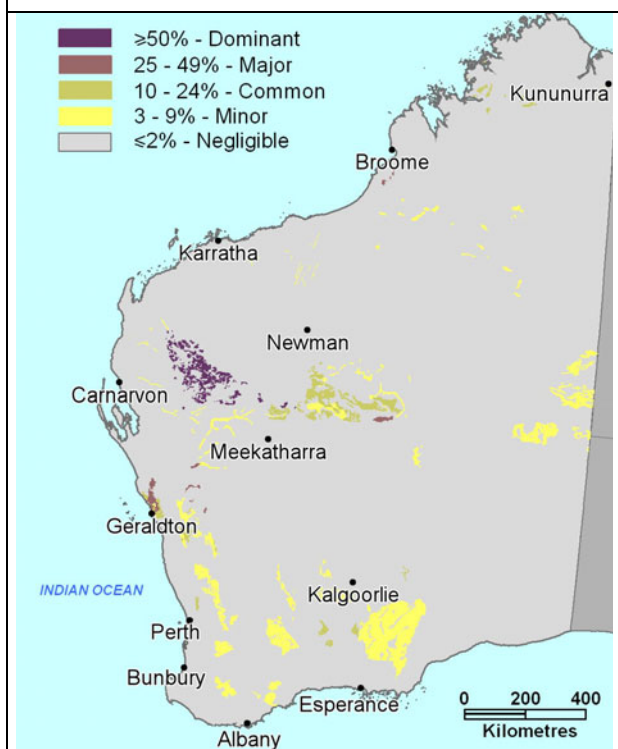 ≥50% - Dominant
25 - 49% - Major
10 - 24% - Common
3 - 9% - Minor
≤2% - Negligible
Kununurra
Broome
Karratha
Newman
Carnarvon
Meekatharra
Geraldton
INDIAN OCEAN
Kalgoorlie
Perth
Bunbury
Esperance
Albany
0 200 400
Kilometres